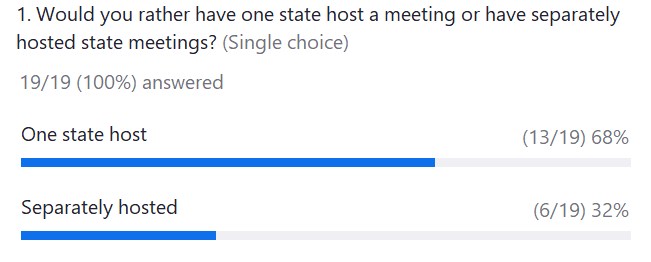 1. Would you rather have one state host a meeting or have separately
hosted state meetings? (Single choice)
19/19 (100%) answered
One state host (13/19) 68%
Separately hosted (6/19) 32%